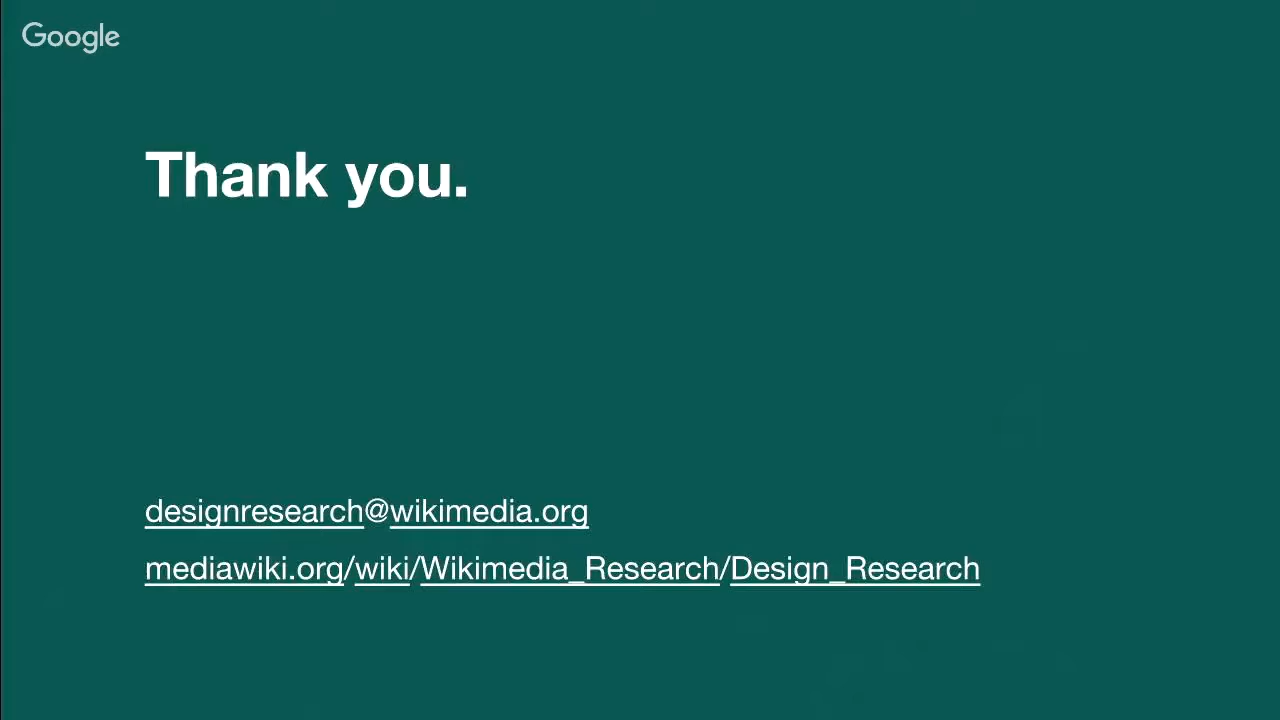 Google
Thank you.
designresearch@wikimedia.org
mediawiki.org/wiki/Wikimedia_Research/Design_Research